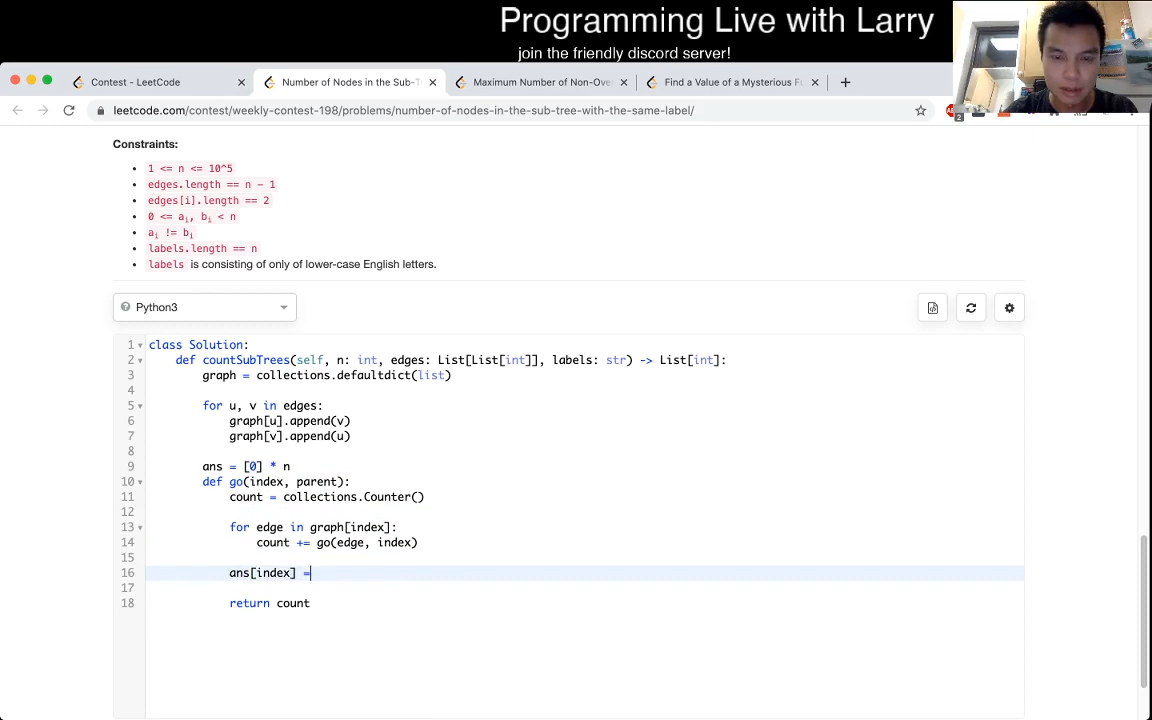 Programming Live with Larry
join the friendly discord server!
Contest - LeetCode
Number of Nodes in the Sub-T
Maximum Number of Non-Ove
Find a Value of a Mysterious Fu
leetcode.com/contest/weekly-contest-198/problems/number-of-nodes-in-the-sub-tree-with-the-same-label/
2
Constraints:
1 <= n <= 10^5
edges.length == n - 1
edges[i].length == 2
0 <= ai, bi < n
ai != bi
labels.length == n
labels is consisting of only of lower-case English letters.
Python3
1 class Solution:
2 def countSubTrees(self, n: int, edges: List[List[int]], labels: str) -> List[int]:
3 graph = collections.defaultdict(list)
4
5 for u, v in edges:
6 graph[u].append(v)
7 graph[v].append(u)
8
9 ans = [0] * n
10 def go(index, parent):
11 count = collections.Counter()
12
13 for edge in graph[index]:
14 count += go(edge, index)
15
16 ans[index] =
17
18 return count